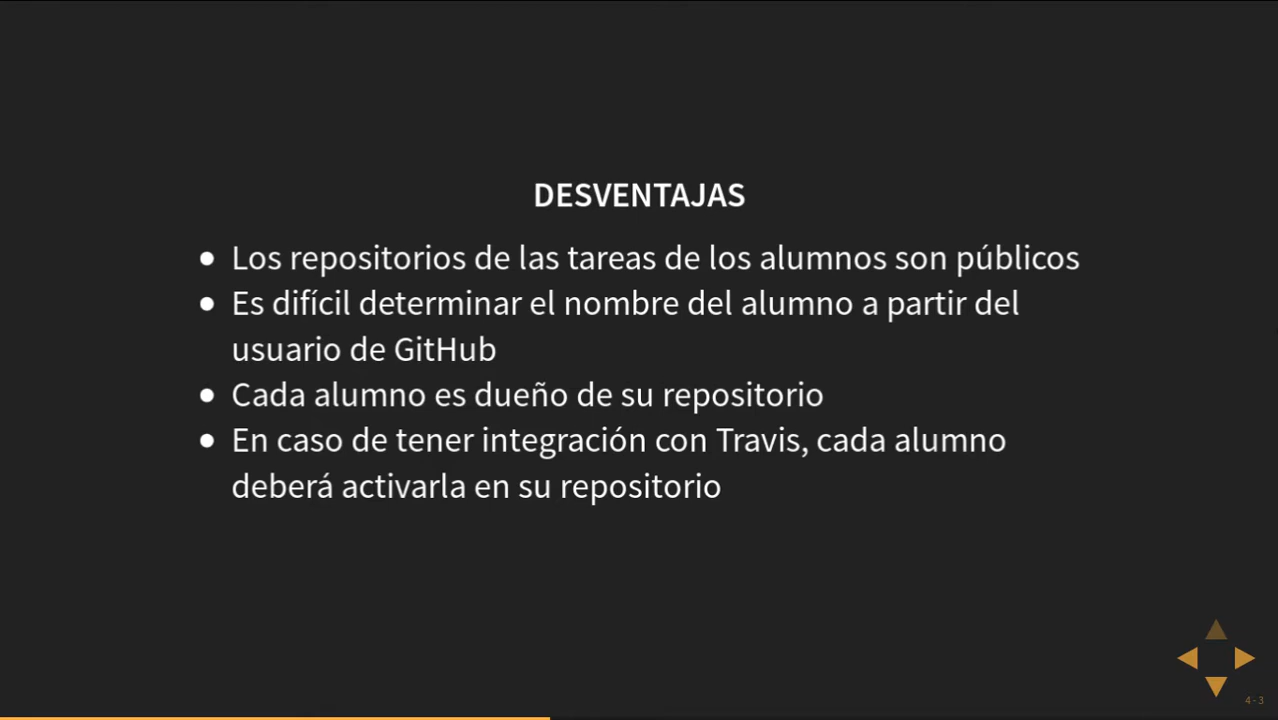 DESVENTAJAS
• Los repositorios de las tareas de los alumnos son públicos
• Es difícil determinar el nombre del alumno a partir del
usuario de GitHub
• Cada alumno es dueño de su repositorio
• En caso de tener integración con Travis, cada alumno
deberá activarla en su repositorio
4 - 3